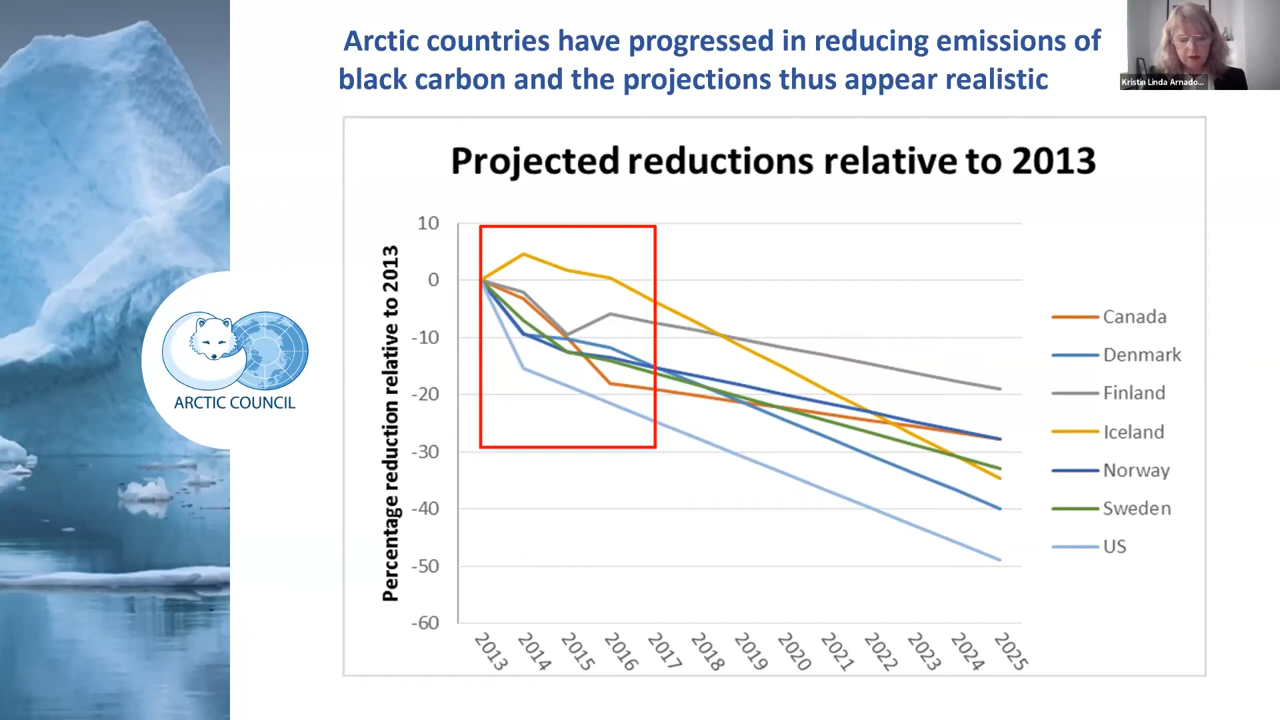 Arctic countries have progressed in reducing emissions of
black carbon and the projections thus appear realistic
Kristin Linda Arnado...
Projected reductions relative to 2013
Percentage reduction relative to 2013
10
0
-10
-20
-30
-40
-50
-60
2013
2014
2015
2016
2017
2018
2019
2020
2021
2022
2023
2024
2025
Canada
Denmark
Finland
Iceland
Norway
Sweden
US
ARCTIC COUNCIL